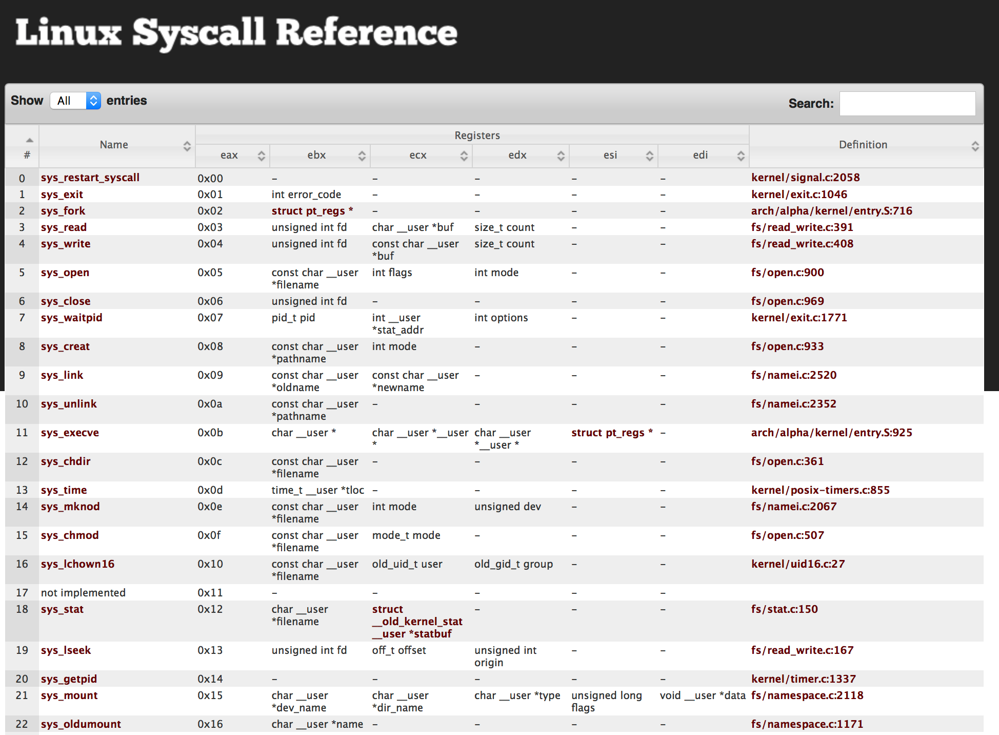 Linux Syscall Reference
Show All entries
Search:
# Name Registers Definition
eax ebx ecx edx esi edi
0 sys_restart_syscall 0x00 – – – – – kernel/signal.c:2058
1 sys_exit 0x01 int error_code – – – – kernel/exit.c:1046
2 sys_fork 0x02 struct pt_regs * – – – – arch/alpha/kernel/entry.S:716
3 sys_read 0x03 unsigned int fd char __user *buf size_t count – – fs/read_write.c:391
4 sys_write 0x04 unsigned int fd const char __user size_t count – – fs/read_write.c:408
*buf
5 sys_open 0x05 const char __user int flags int mode – – fs/open.c:900
*filename
6 sys_close 0x06 unsigned int fd – – – – fs/open.c:969
7 sys_waitpid 0x07 pid_t pid int __user int options – – kernel/exit.c:1771
*stat_addr
8 sys_creat 0x08 const char __user int mode – – – fs/open.c:933
*pathname
9 sys_link 0x09 const char __user const char __user – – – fs/namei.c:2520
*oldname *newname
10 sys_unlink 0x0a const char __user – – – – fs/namei.c:2352
*pathname
11 sys_execve 0x0b char __user * char __user *__user char __user struct pt_regs * – arch/alpha/kernel/entry.S:925
* *__user *
12 sys_chdir 0x0c const char __user – – – – fs/open.c:361
*filename
13 sys_time 0x0d time_t __user *tloc – – – – kernel/posix-timers.c:855
14 sys_mknod 0x0e const char __user int mode unsigned dev – – fs/namei.c:2067
*filename
15 sys_chmod 0x0f const char __user mode_t mode – – – fs/open.c:507
*filename
16 sys_lchown16 0x10 const char __user old_uid_t user old_gid_t group – – kernel/uid16.c:27
*filename
17 not implemented 0x11 – – – – –
18 sys_stat 0x12 char __user struct – – – fs/stat.c:150
*filename __old_kernel_stat
__user *statbuf
19 sys_lseek 0x13 unsigned int fd off_t offset unsigned int – – fs/read_write.c:167
origin
20 sys_getpid 0x14 – – – – – kernel/timer.c:1337
21 sys_mount 0x15 char __user char __user char __user *type unsigned long void __user *data fs/namespace.c:2118
*dev_name *dir_name flags
22 sys_oldumount 0x16 char __user *name – – – – fs/namespace.c:1171